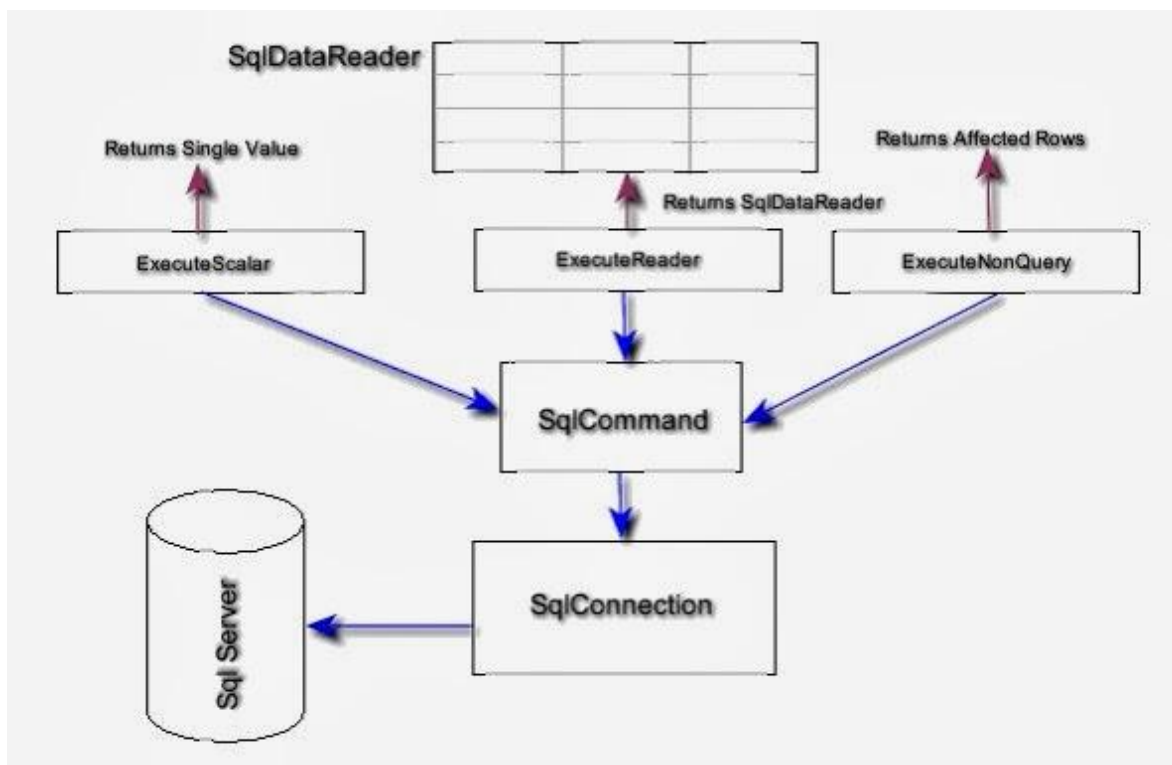 SqlDataReader
Returns Single Value
Returns Affected Rows
Returns SqlDataReader
ExecuteScalar
ExecuteReader
ExecuteNonQuery
SqlCommand
SqlConnection
Sql Server